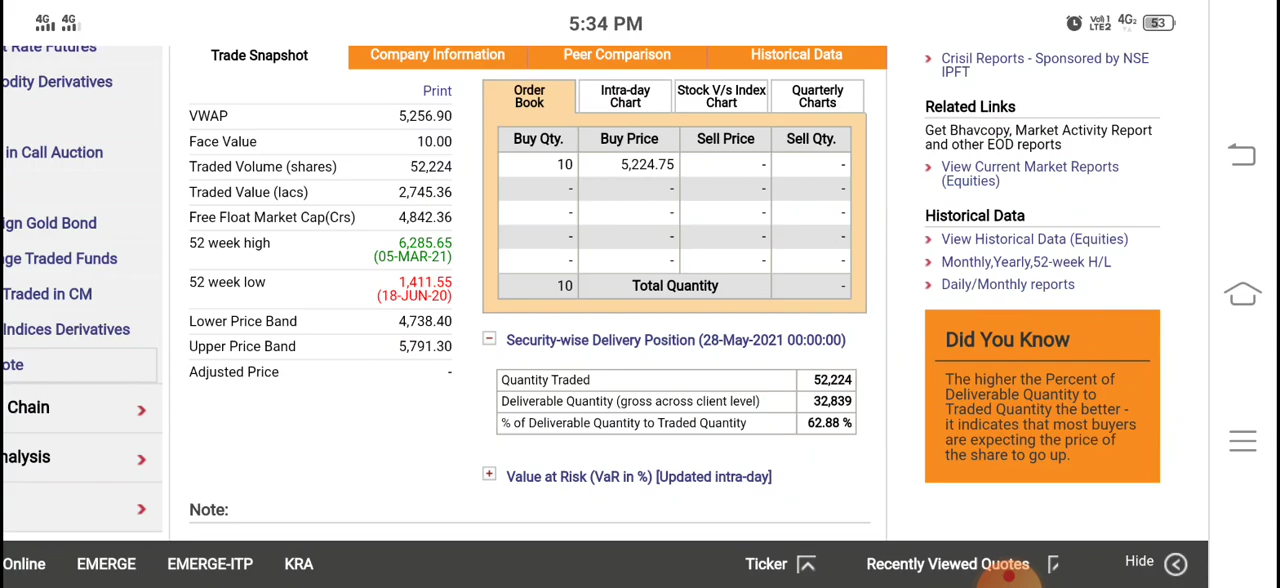 4G 4G
5:34 PM
Vo)) 1
LTE2
4G2
53
t Rate Futures
odity Derivatives
in Call Auction
ign Gold Bond
ge Traded Funds
Traded in CM
Indices Derivatives
ote
Chain
nalysis
Trade Snapshot
Company Information
Peer Comparison
Historical Data
Print
VWAP 5,256.90
Face Value 10.00
Traded Volume (shares) 52,224
Traded Value (lacs) 2,745.36
Free Float Market Cap(Crs) 4,842.36
52 week high 6,285.65
(05-MAR-21)
52 week low 1,411.55
(18-JUN-20)
Lower Price Band 4,738.40
Upper Price Band 5,791.30
Adjusted Price -
Order
Book
Intra-day
Chart
Stock V/s Index
Chart
Quarterly
Charts
Buy Qty. Buy Price Sell Price Sell Qty.
10 5,224.75 - -
- - - -
- - - -
- - - -
- - - -
10 Total Quantity -
Security-wise Delivery Position (28-May-2021 00:00:00)
Quantity Traded 52,224
Deliverable Quantity (gross across client level) 32,839
% of Deliverable Quantity to Traded Quantity 62.88 %
Value at Risk (VaR in %) [Updated intra-day]
Note:
Crisil Reports - Sponsored by NSE
IPFT
Related Links
Get Bhavcopy, Market Activity Report
and other EOD reports
View Current Market Reports
(Equities)
Historical Data
View Historical Data (Equities)
Monthly,Yearly,52-week H/L
Daily/Monthly reports
Did You Know
The higher the Percent of
Deliverable Quantity to
Traded Quantity the better -
it indicates that most buyers
are expecting the price of
the share to go up.
Online EMERGE EMERGE-ITP KRA
Ticker
Recently Viewed Quotes
Hide